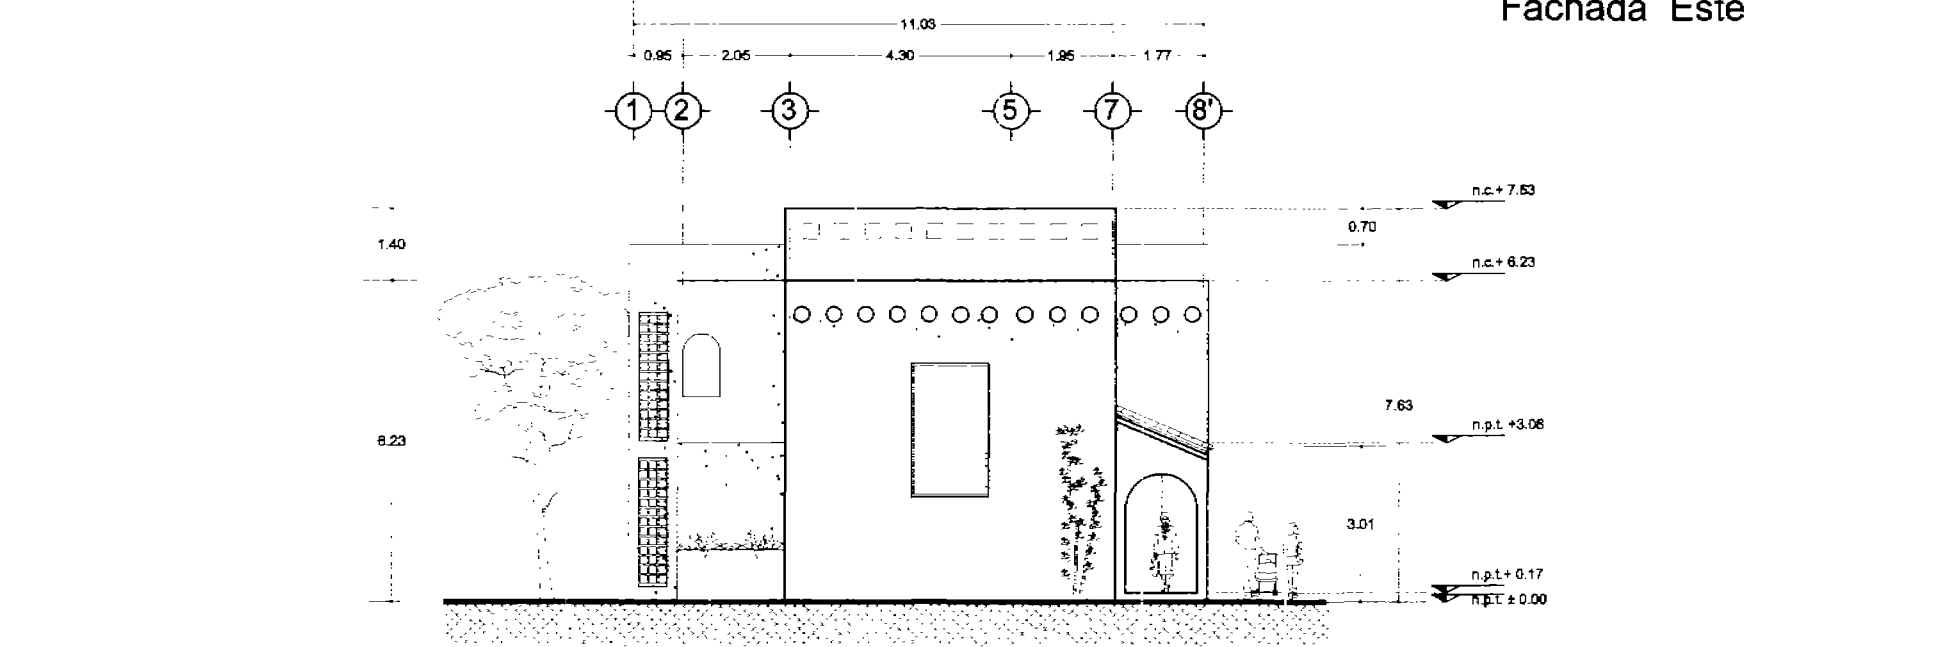 Fachada Este
11.03
0.95 2.05 4.30 1.95 1.77
1 2 3 5 7 8'
n.c.+ 7.63
0.70
1.40
n.c.+ 6.23
7.63
n.p.t. +3.06
6.23
3.01
n.p.t.+ 0.17
n.p.t. ± 0.00